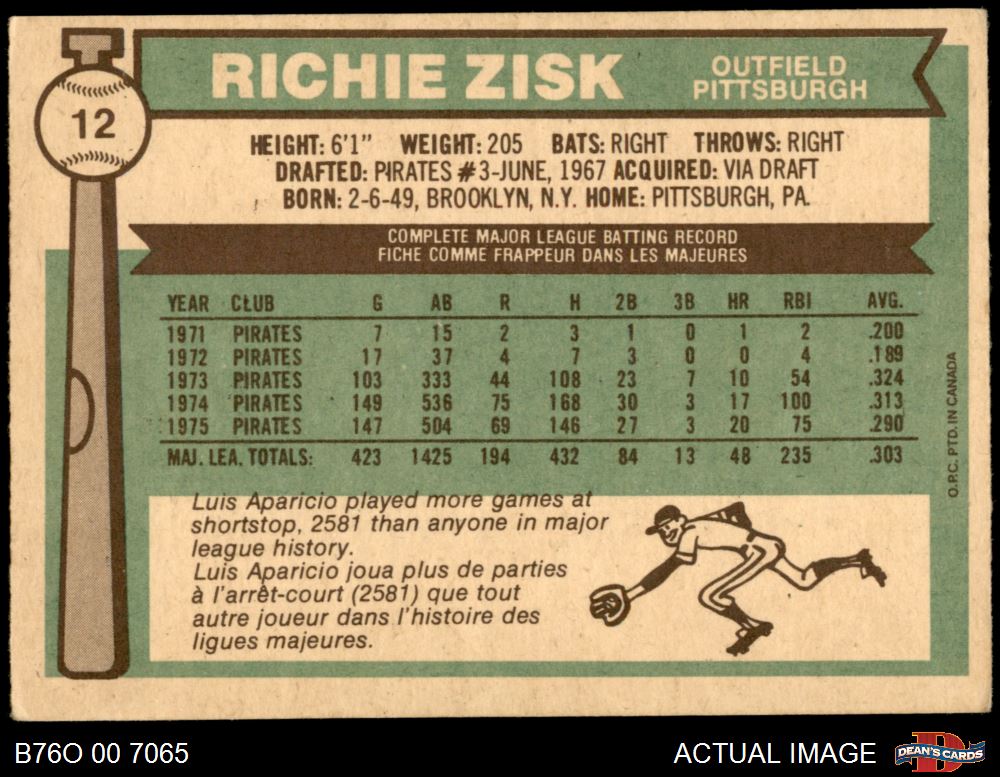 12
RICHIE ZISK
OUTFIELD
PITTSBURGH
HEIGHT: 6'1" WEIGHT: 205 BATS: RIGHT THROWS: RIGHT
DRAFTED: PIRATES #3-JUNE, 1967 ACQUIRED: VIA DRAFT
BORN: 2-6-49, BROOKLYN, N.Y. HOME: PITTSBURGH, PA.
COMPLETE MAJOR LEAGUE BATTING RECORD
FICHE COMME FRAPPEUR DANS LES MAJEURES
YEAR CLUB G AB R H 2B 3B HR RBI AVG.
1971 PIRATES 7 15 2 3 1 0 1 2 .200
1972 PIRATES 17 37 4 7 3 0 0 4 .189
1973 PIRATES 103 333 44 108 23 7 10 54 .324
1974 PIRATES 149 536 75 168 30 3 17 100 .313
1975 PIRATES 147 504 69 146 27 3 20 75 .290
MAJ. LEA. TOTALS: 423 1425 194 432 84 13 48 235 .303
Luis Aparicio played more games at
shortstop, 2581 than anyone in major
league history.
Luis Aparicio joua plus de parties
à l'arrêt-court (2581) que tout
autre joueur dans l'histoire des
ligues majeures.
O.P.C. PTD. IN CANADA
B76O 00 7065
ACTUAL IMAGE
D
DEAN'S CARDS